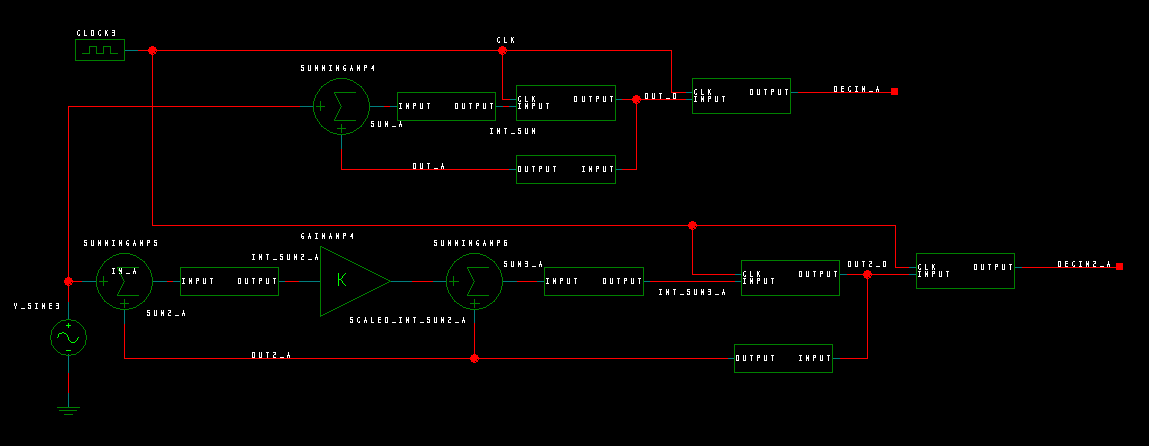 CLOCK3
CLK
SUMMINGAMP4
INPUT OUTPUT
CLK
INPUT
OUTPUT
OUT_D
CLK
INPUT
OUTPUT
DECIM_A
SUM_A
INT_SUM
OUT_A
OUTPUT INPUT
SUMMINGAMP5
GAINAMP4
SUMMINGAMP6
IN_A
INPUT OUTPUT
INT_SUM2_A
K
SUM3_A
INPUT OUTPUT
INT_SUM3_A
CLK
INPUT
OUTPUT
OUT2_D
CLK
INPUT
OUTPUT
DECIM2_A
V_SINE3
SUM2_A
SCALED_INT_SUM2_A
OUT2_A
OUTPUT INPUT